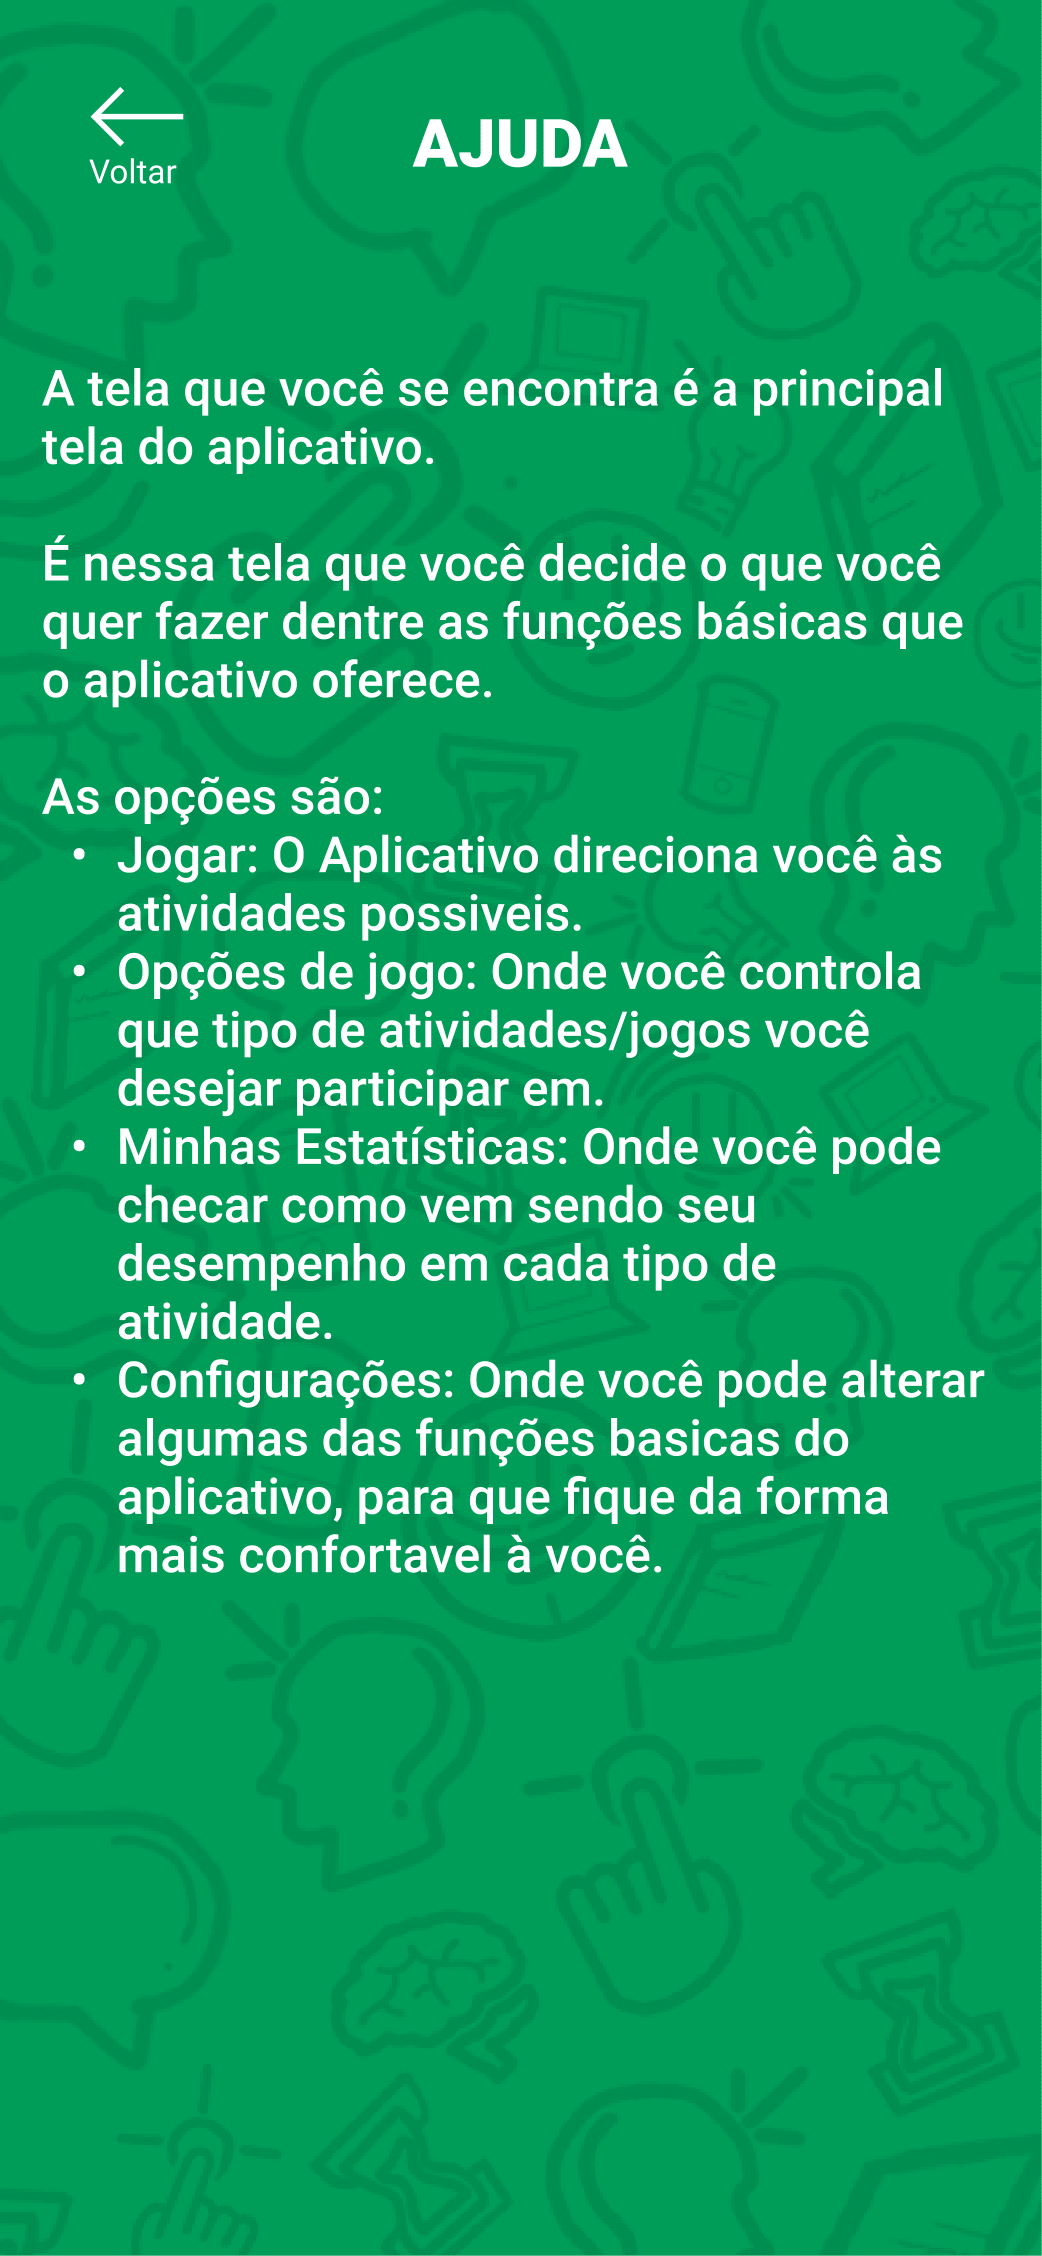 Voltar
AJUDA
A tela que você se encontra é a principal
tela do aplicativo.
É nessa tela que você decide o que você
quer fazer dentre as funções básicas que
o aplicativo oferece.
As opções são:
• Jogar: O Aplicativo direciona você às
atividades possiveis.
• Opções de jogo: Onde você controla
que tipo de atividades/jogos você
desejar participar em.
• Minhas Estatísticas: Onde você pode
checar como vem sendo seu
desempenho em cada tipo de
atividade.
• Configurações: Onde você pode alterar
algumas das funções basicas do
aplicativo, para que fique da forma
mais confortavel à você.